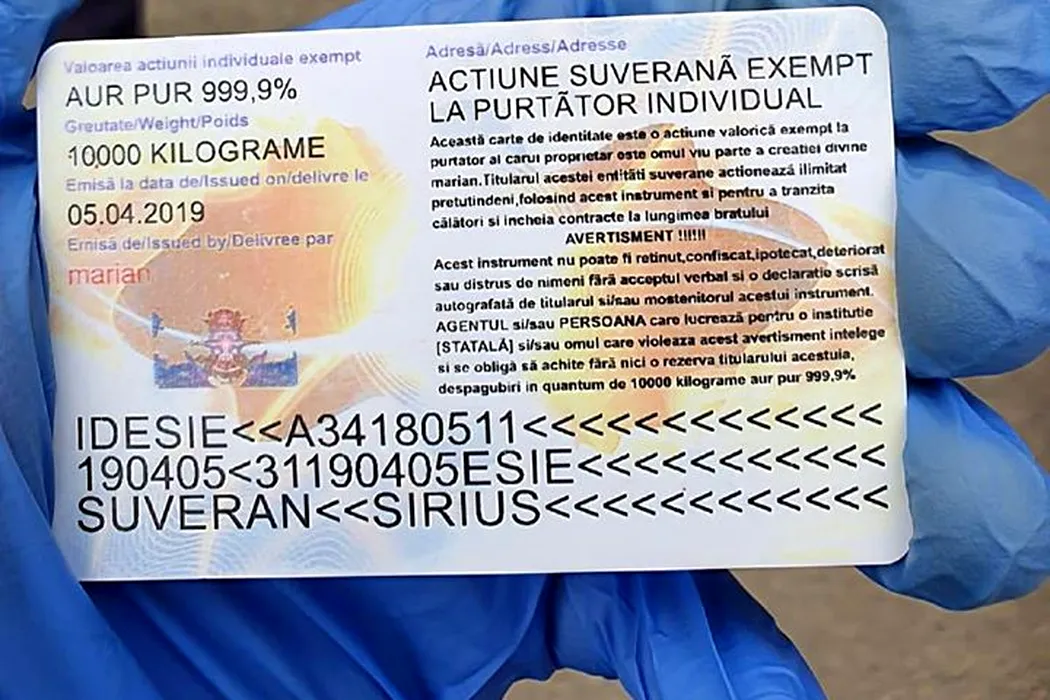 Valoarea actiunii individuale exempt
AUR PUR 999,9%
Greutate/Weight/Poids
10000 KILOGRAME
Emisă la data de/Issued on/delivre le
05.04.2019
Emisă de/Issued by/Delivree par
marian
Adresă/Adress/Adresse
ACTIUNE SUVERANÃ EXEMPT
LA PURTÃTOR INDIVIDUAL
Această carte de identitate este o actiune valorică exempt la
purtator al carui proprietar este omul viu parte a creatiei divine
marian.Titularul acestei entităti suverane actionează ilimitat
pretutindeni,folosind acest instrument si pentru a tranzita
călători si incheia contracte la lungimea bratului
AVERTISMENT !!!!!!
Acest instrument nu poate fi retinut,confiscat,ipotecat,deteriorat
sau distrus de nimeni fără acceptul verbal si o declaratie scrisă
autografată de titularul si/sau mostenitorul acestui instrument.
AGENTUL si/sau PERSOANA care lucrează pentru o institutie
[STATALĂ] si/sau omul care violeaza acest avertisment intelege
si se obligă să achite fără nici o rezerva titularului acestuia,
despagubiri in quantum de 10000 kilograme aur pur 999,9%
IDESIE<<A34180511<<<<<<<<<<<<<
190405<31190405ESIE<<<<<<<<<<<
SUVERAN<<SIRIUS<<<<<<<<<<<<